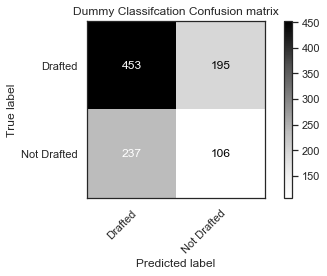 Dummy Classifcation Confusion matrix
True label
Drafted
Not Drafted
453
195
237
106
Drafted
Not Drafted
Predicted label
450
400
350
300
250
200
150